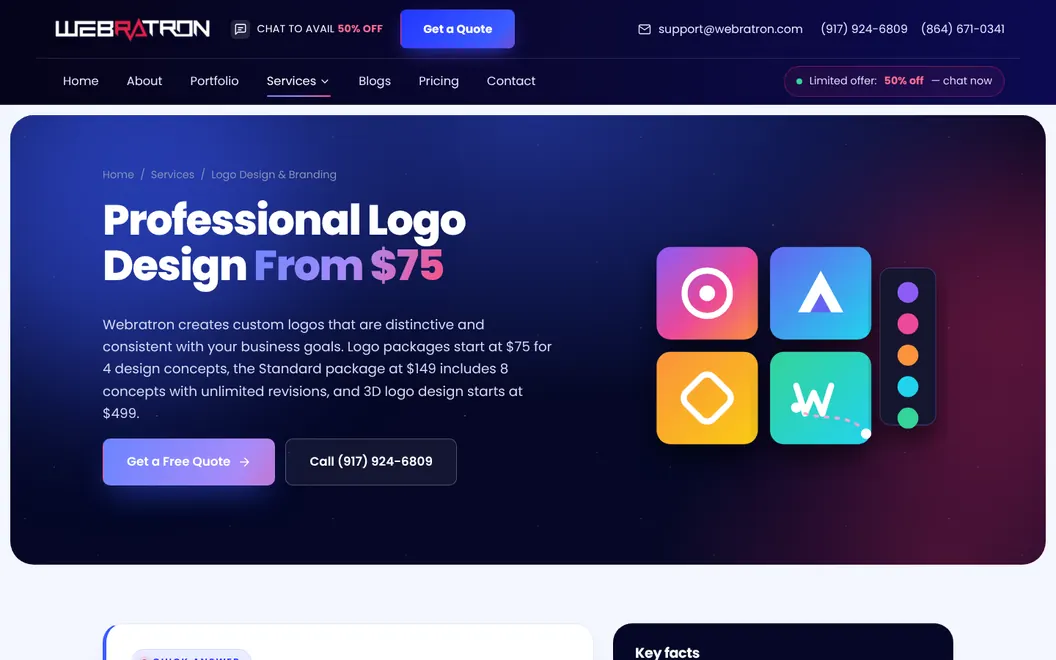 WEBRATRON
CHAT TO AVAIL 50% OFF
Get a Quote
support@webratron.com
(917) 924-6809
(864) 671-0341
Home
About
Portfolio
Services
Blogs
Pricing
Contact
Limited offer: 50% off — chat now
Home / Services / Logo Design & Branding
Professional Logo
Design From $75
Webratron creates custom logos that are distinctive and
consistent with your business goals. Logo packages start at $75 for
4 design concepts, the Standard package at $149 includes 8
concepts with unlimited revisions, and 3D logo design starts at
$499.
Get a Free Quote
Call (917) 924-6809
W
QUICK ANSWER
Key facts